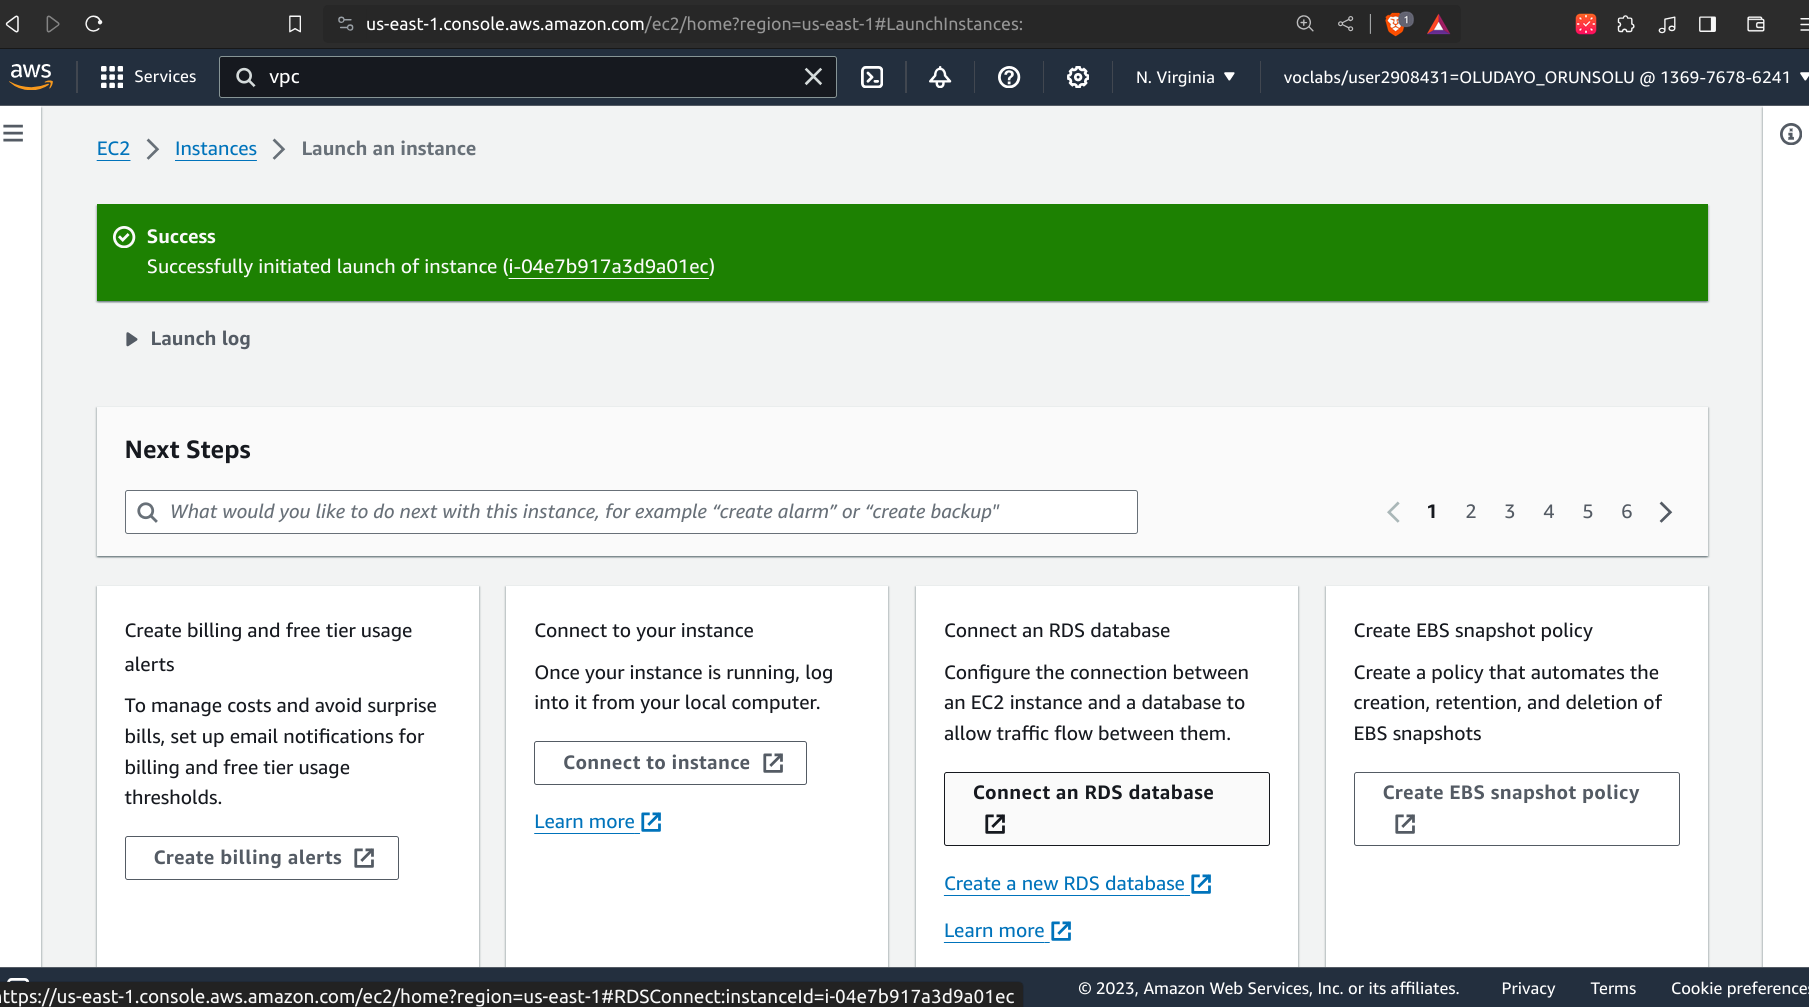 us-east-1.console.aws.amazon.com/ec2/home?region=us-east-1#LaunchInstances:
1
aws
Services
vpc
N. Virginia
voclabs/user2908431=OLUDAYO_ORUNSOLU @ 1369-7678-6241
EC2
Instances
Launch an instance
Success
Successfully initiated launch of instance (i-04e7b917a3d9a01ec)
Launch log
Next Steps
What would you like to do next with this instance, for example “create alarm” or “create backup"
1 2 3 4 5 6
Create billing and free tier usage
alerts
To manage costs and avoid surprise
bills, set up email notifications for
billing and free tier usage
thresholds.
Create billing alerts
Connect to your instance
Once your instance is running, log
into it from your local computer.
Connect to instance
Learn more
Connect an RDS database
Configure the connection between
an EC2 instance and a database to
allow traffic flow between them.
Connect an RDS database
Create a new RDS database
Learn more
Create EBS snapshot policy
Create a policy that automates the
creation, retention, and deletion of
EBS snapshots
Create EBS snapshot policy
ttps://us-east-1.console.aws.amazon.com/ec2/home?region=us-east-1#RDSConnect:instanceId=i-04e7b917a3d9a01ec
© 2023, Amazon Web Services, Inc. or its affiliates.
Privacy
Terms
Cookie preferences